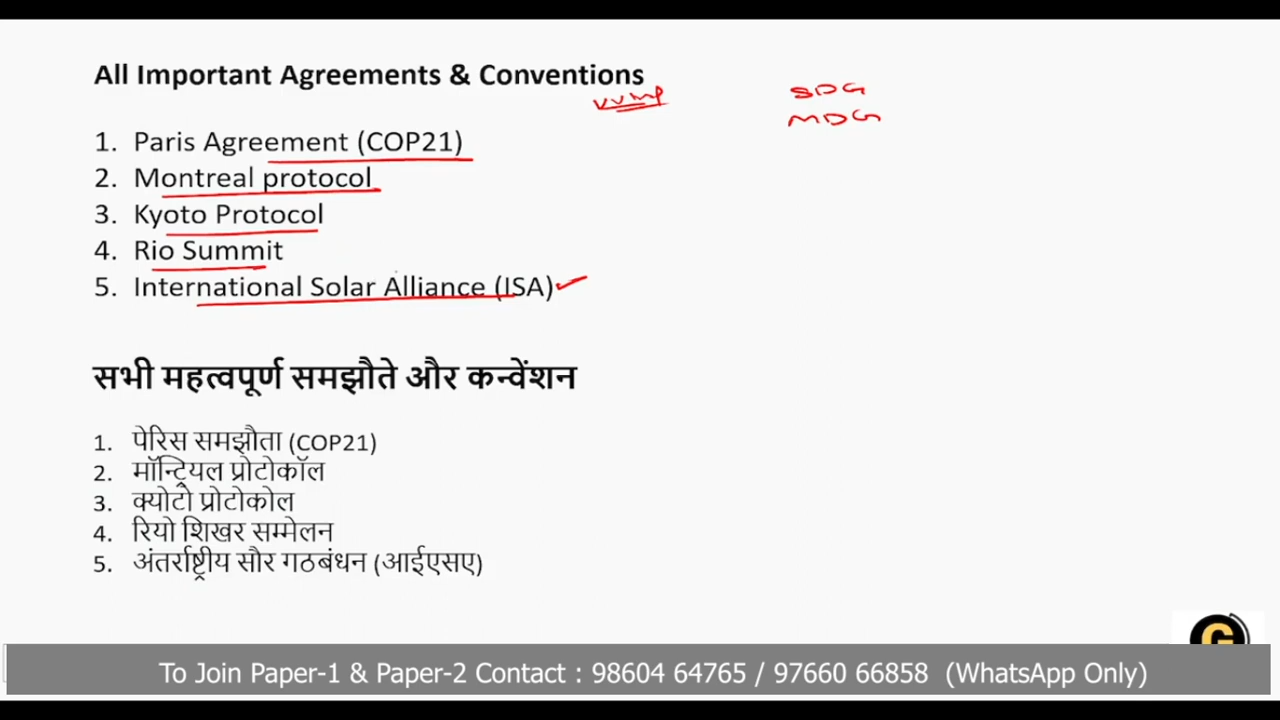 All Important Agreements & Conventions
vvImp
SDG
MDG
1. Paris Agreement (COP21)
2. Montreal protocol
3. Kyoto Protocol
4. Rio Summit
5. International Solar Alliance (ISA)
सभी महत्वपूर्ण समझौते और कन्वेंशन
1. पेरिस समझौता (COP21)
2. मॉन्ट्रियल प्रोटोकॉल
3. क्योटो प्रोटोकोल
4. रियो शिखर सम्मेलन
5. अंतर्राष्ट्रीय सौर गठबंधन (आईएसए)
G
To Join Paper-1 & Paper-2 Contact : 98604 64765 / 97660 66858 (WhatsApp Only)